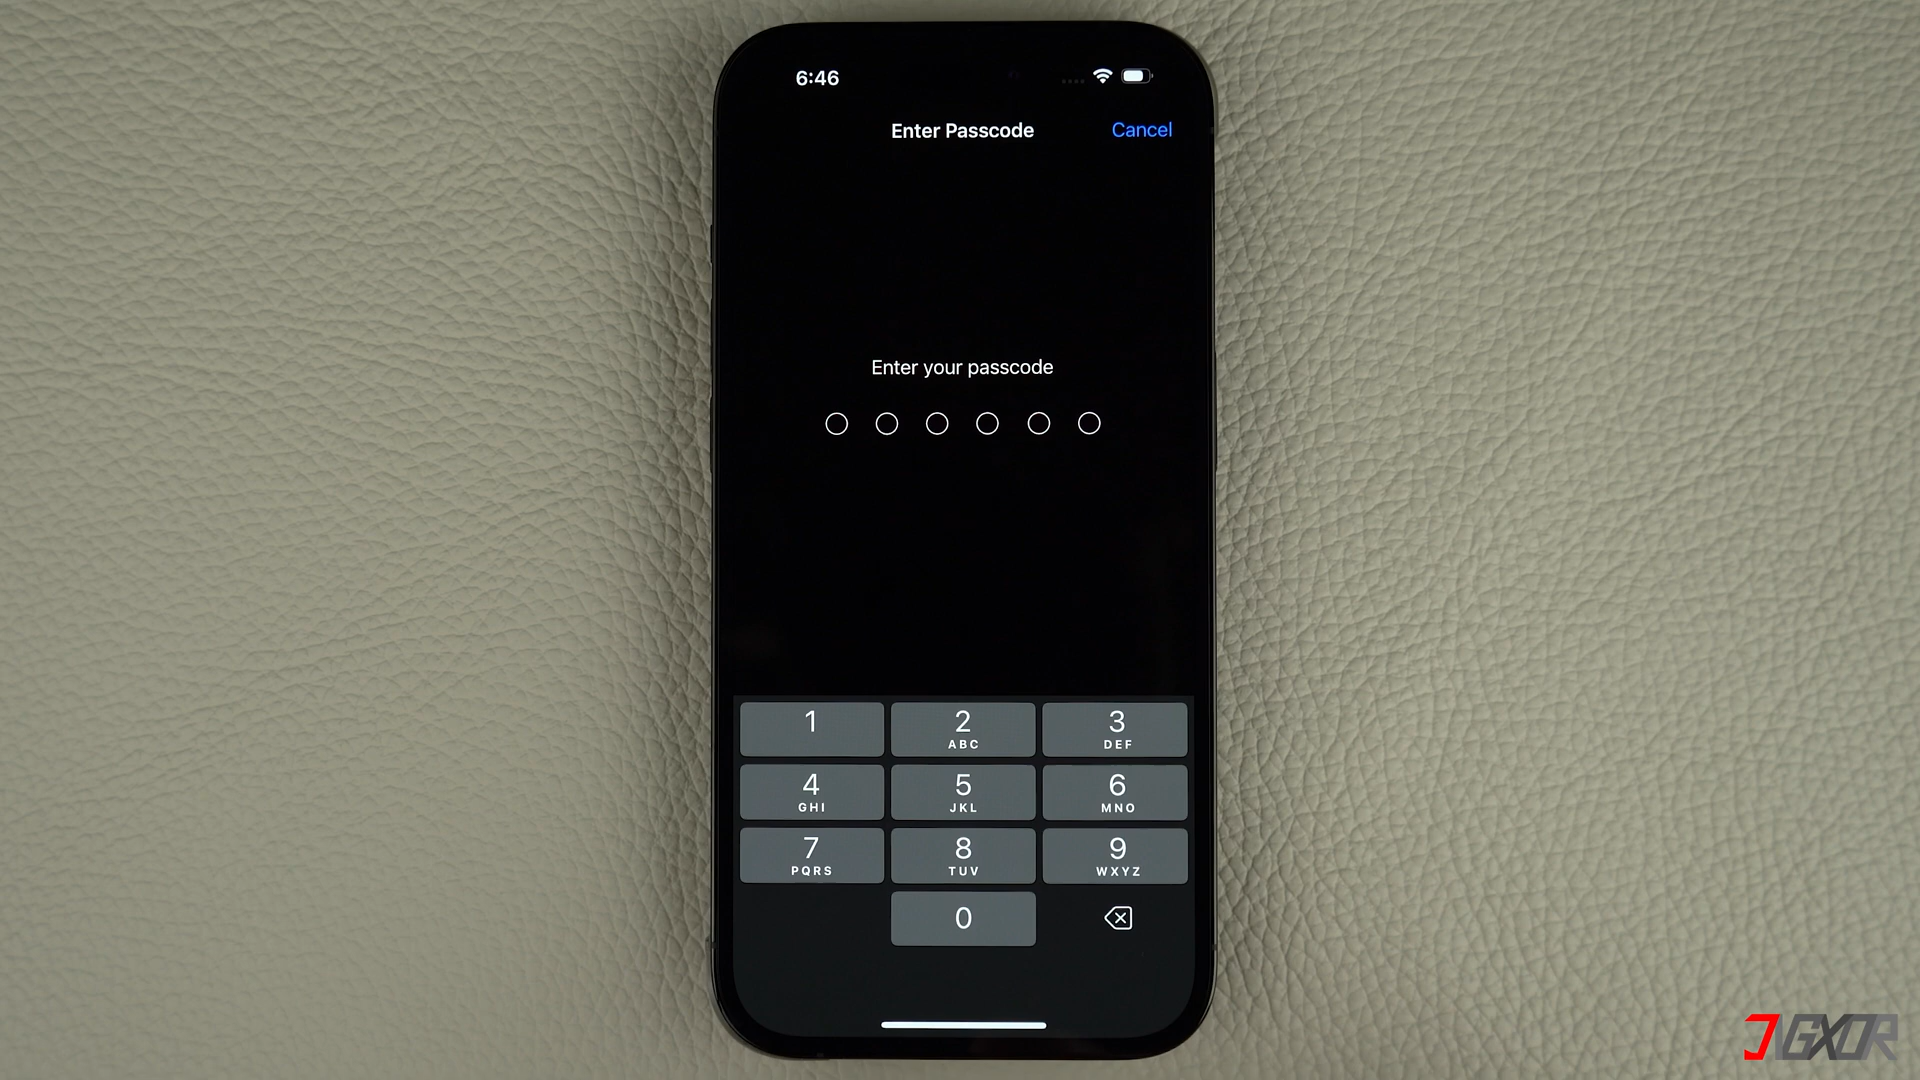 6:46
Enter Passcode Cancel
Enter your passcode
1 2 3
ABC DEF
4 5 6
GHI JKL MNO
7 8 9
PQRS TUV WXYZ
0
JIGXOR